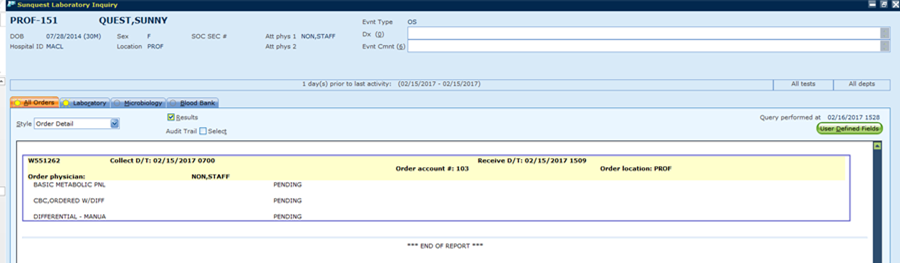 Sunquest Laboratory Inquiry
PROF-151 QUEST,SUNNY
DOB 07/28/2014 (30M) Sex F SOC SEC # Att phys 1 NON,STAFF
Hospital ID MACL Location PROF Att phys 2
Evnt Type OS
Dx (0)
Evnt Cmnt (6)
1 day(s) prior to last activity: (02/15/2017 - 02/15/2017) All tests All depts
All Orders Laboratory Microbiology Blood Bank
Style Order Detail Results Query performed at 02/16/2017 1528
Audit Trail Select User Defined Fields
W551262 Collect D/T: 02/15/2017 0700 Receive D/T: 02/15/2017 1509
Order account #: 103 Order location: PROF
Order physician: NON,STAFF
BASIC METABOLIC PNL PENDING
CBC,ORDERED W/DIFF PENDING
DIFFERENTIAL - MANUA PENDING
*** END OF REPORT ***